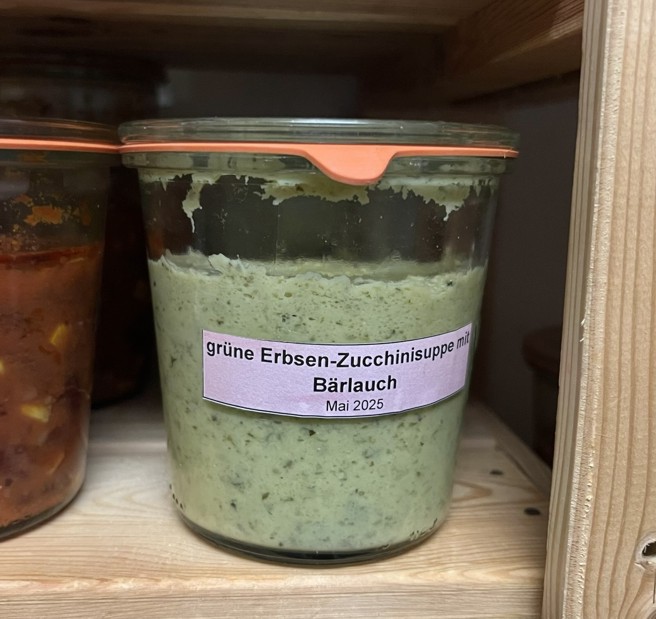 grüne Erbsen-Zucchinisuppe mit
Bärlauch
Mai 2025